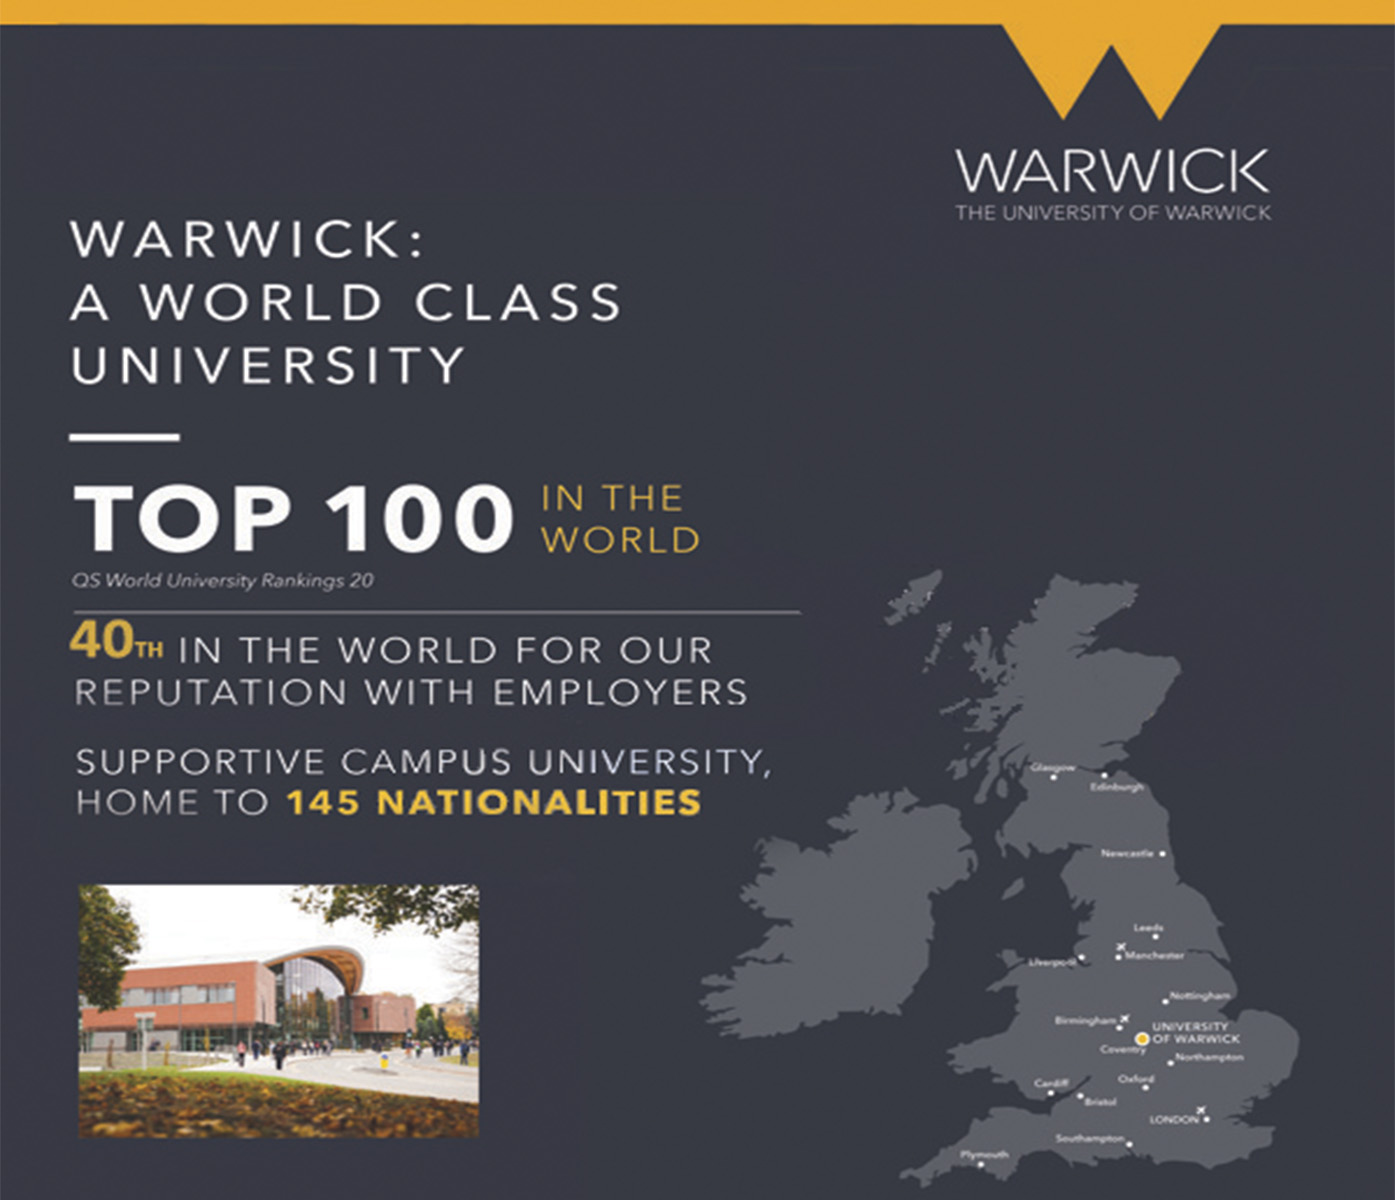 WARWICK
THE UNIVERSITY OF WARWICK
WARWICK:
A WORLD CLASS
UNIVERSITY
TOP 100 IN THE
WORLD
QS World University Rankings 20
40TH IN THE WORLD FOR OUR
REPUTATION WITH EMPLOYERS
SUPPORTIVE CAMPUS UNIVERSITY,
HOME TO 145 NATIONALITIES
Glasgow
Edinburgh
Newcastle
Leeds
Manchester
Liverpool
Nottingham
Birmingham
UNIVERSITY
OF WARWICK
Coventry
Northampton
Oxford
Cardiff
Bristol
LONDON
Southampton
Plymouth